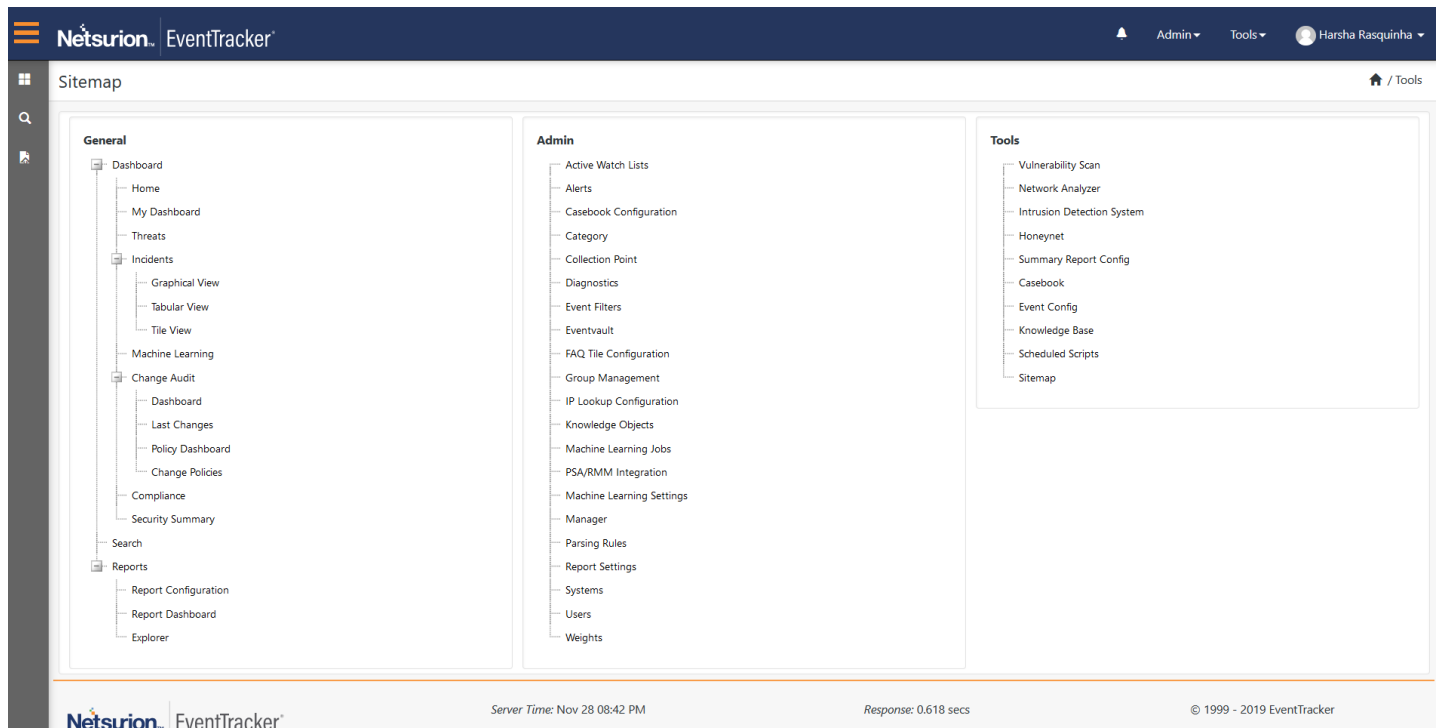 Netsurion™ EventTracker®
Admin
Tools
Harsha Rasquinha
Sitemap
/ Tools
General
Dashboard
Home
My Dashboard
Threats
Incidents
Graphical View
Tabular View
Tile View
Machine Learning
Change Audit
Dashboard
Last Changes
Policy Dashboard
Change Policies
Compliance
Security Summary
Search
Reports
Report Configuration
Report Dashboard
Explorer
Admin
Active Watch Lists
Alerts
Casebook Configuration
Category
Collection Point
Diagnostics
Event Filters
Eventvault
FAQ Tile Configuration
Group Management
IP Lookup Configuration
Knowledge Objects
Machine Learning Jobs
PSA/RMM Integration
Machine Learning Settings
Manager
Parsing Rules
Report Settings
Systems
Users
Weights
Tools
Vulnerability Scan
Network Analyzer
Intrusion Detection System
Honeynet
Summary Report Config
Casebook
Event Config
Knowledge Base
Scheduled Scripts
Sitemap
Netsurion™ EventTracker®
Server Time: Nov 28 08:42 PM
Response: 0.618 secs
© 1999 - 2019 EventTracker